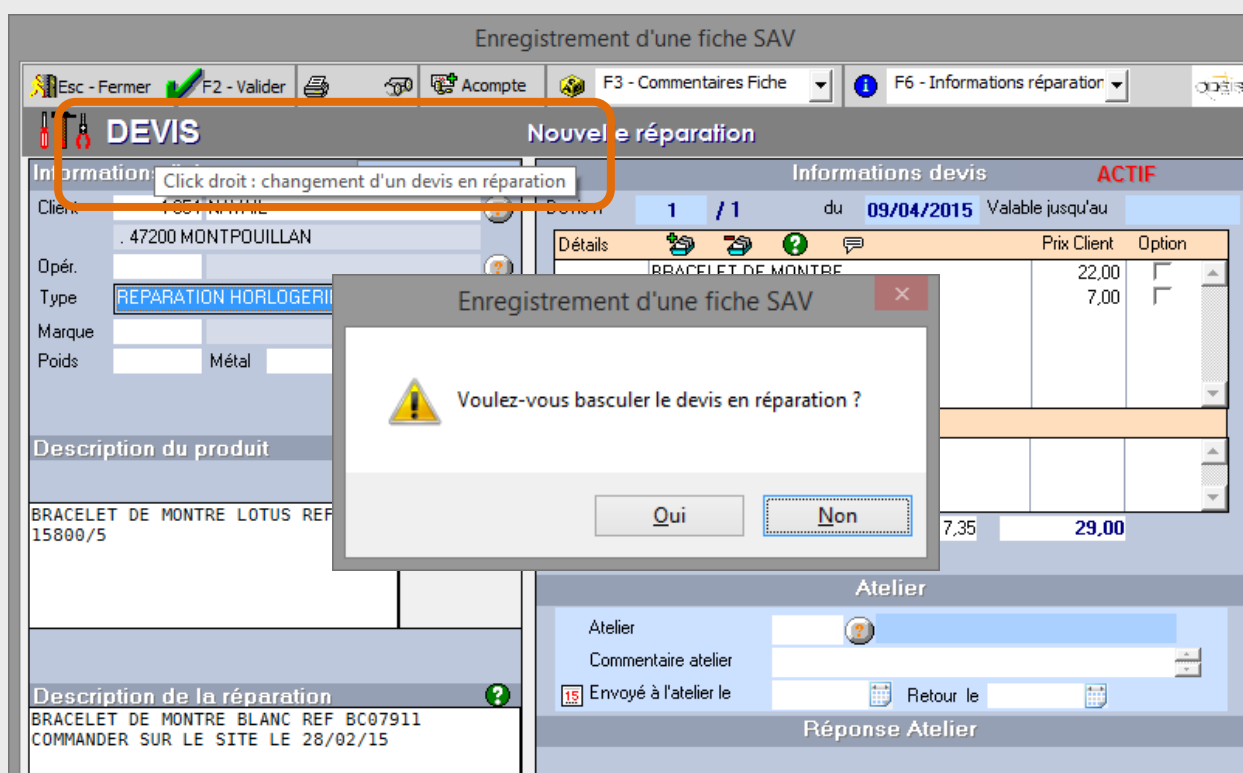 Enregistrement d'une fiche SAV
Esc - Fermer F2 - Valider Acompte F3 - Commentaires Fiche F6 - Informations réparation
DEVIS Nouvelle réparation
Informations devis ACTIF
Click droit : changement d'un devis en réparation
Client
1 / 1 du 09/04/2015 Valable jusqu'au
. 47200 MONTPOUILLAN
Détails Prix Client Option
BRACELET DE MONTRE 22,00
Opér.
7,00
Type REPARATION HORLOGERIE
Marque
Poids Métal
Enregistrement d'une fiche SAV
Voulez-vous basculer le devis en réparation ?
Oui Non
Description du produit
BRACELET DE MONTRE LOTUS REF
15800/5
7,35 29,00
Atelier
Atelier
Commentaire atelier
15 Envoyé à l'atelier le Retour le
Description de la réparation
BRACELET DE MONTRE BLANC REF BC07911
COMMANDER SUR LE SITE LE 28/02/15
Réponse Atelier